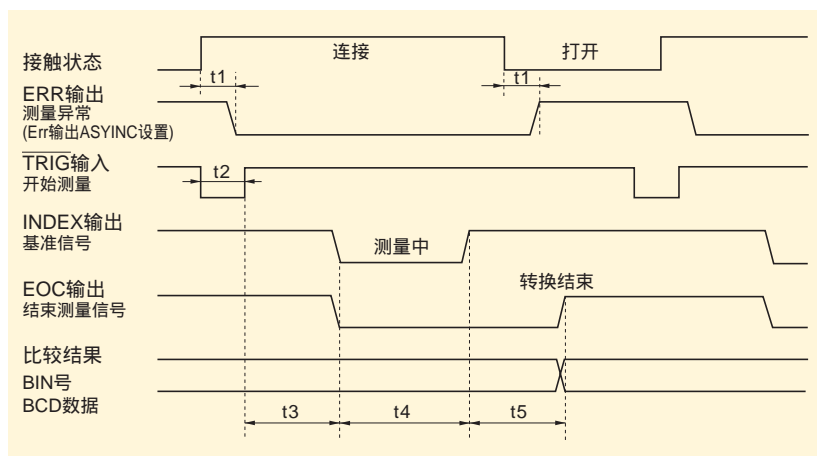 接触状态
连接
打开
t1
t1
ERR输出
测量异常
(Err输出ASYINC设置)
TRIG输入
开始测量
t2
INDEX输出
基准信号
测量中
EOC输出
结束测量信号
转换结束
比较结果
BIN号
BCD数据
t3
t4
t5